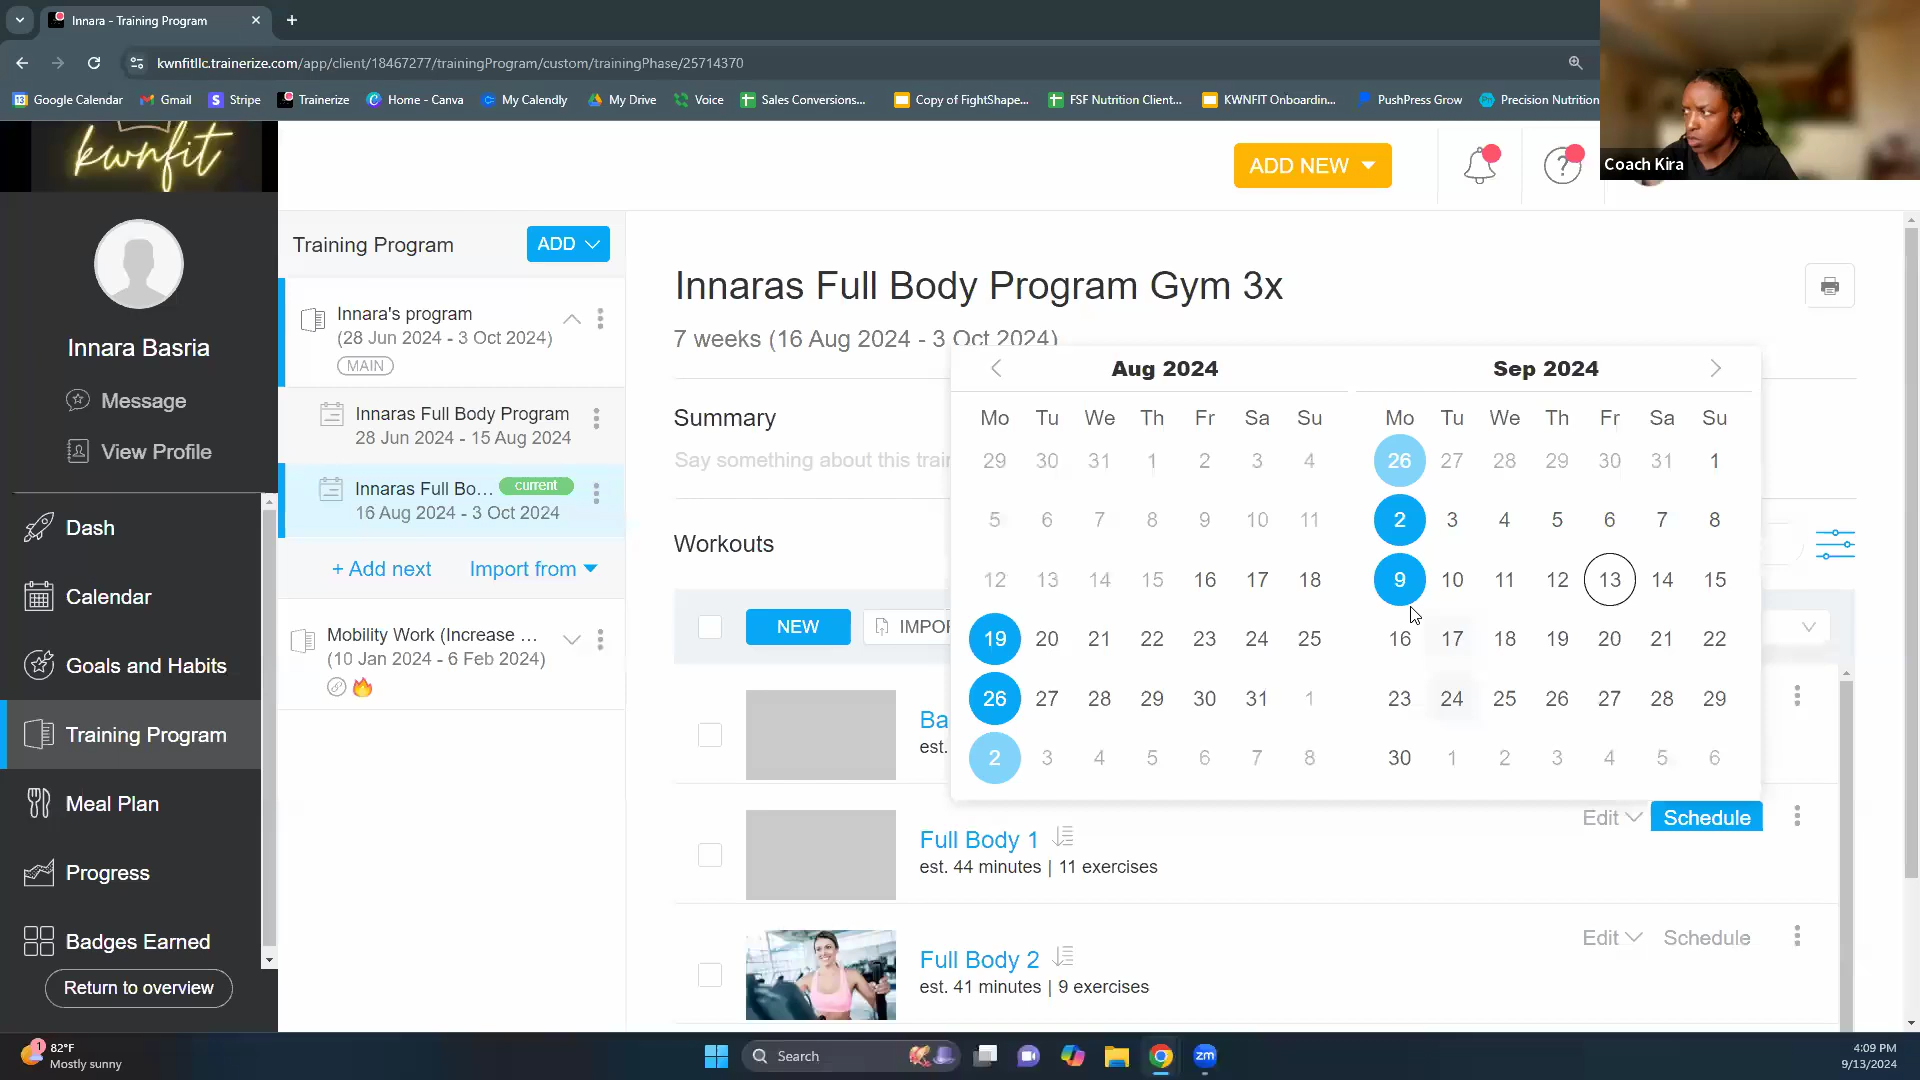 Innara - Training Program
kwnfitllc.trainerize.com/app/client/18467277/trainingProgram/custom/trainingPhase/25714370
Google Calendar
Gmail
Stripe
Trainerize
Home - Canva
My Calendly
My Drive
Voice
Sales Conversions...
Copy of FightShape...
FSF Nutrition Client...
KWNFIT Onboardin...
PushPress Grow
Precision Nutrition
Coach Kira
kwnfit
ADD NEW
Innara Basria
Message
View Profile
Dash
Calendar
Goals and Habits
Training Program
Meal Plan
Progress
Badges Earned
Return to overview
Training Program
ADD
Innara's program
(28 Jun 2024 - 3 Oct 2024)
MAIN
Innaras Full Body Program
28 Jun 2024 - 15 Aug 2024
Innaras Full Bo...
current
16 Aug 2024 - 3 Oct 2024
+ Add next
Import from
Mobility Work (Increase ...
(10 Jan 2024 - 6 Feb 2024)
Innaras Full Body Program Gym 3x
7 weeks (16 Aug 2024 - 3 Oct 2024)
Summary
Say something about this trai
Workouts
NEW
IMPO
Aug 2024
Mo Tu We Th Fr Sa Su
29 30 31 1 2 3 4
5 6 7 8 9 10 11
12 13 14 15 16 17 18
19 20 21 22 23 24 25
26 27 28 29 30 31 1
2 3 4 5 6 7 8
Sep 2024
Mo Tu We Th Fr Sa Su
26 27 28 29 30 31 1
2 3 4 5 6 7 8
9 10 11 12 13 14 15
16 17 18 19 20 21 22
23 24 25 26 27 28 29
30 1 2 3 4 5 6
Ba
est.
Full Body 1
est. 44 minutes | 11 exercises
Edit
Schedule
Full Body 2
est. 41 minutes | 9 exercises
Edit
Schedule
1
82°F
Mostly sunny
Search
zm
4:09 PM
9/13/2024